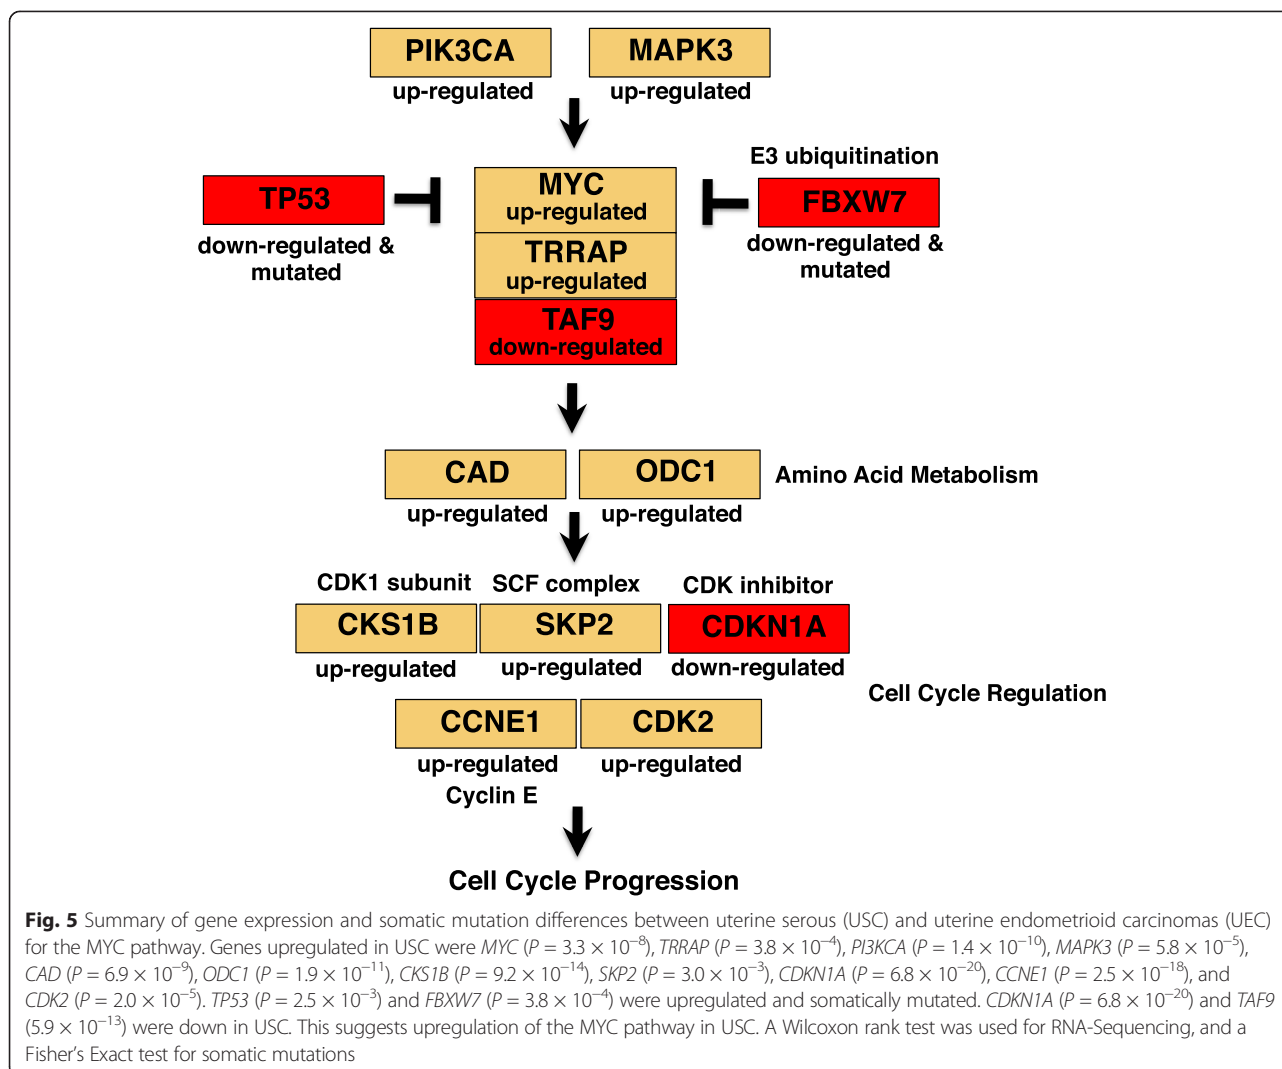 PIK3CA MAPK3
up-regulated up-regulated
E3 ubiquitination
TP53 MYC FBXW7
up-regulated
down-regulated & mutated
TRRAP
up-regulated
down-regulated & mutated
TAF9
down-regulated
CAD ODC1 Amino Acid Metabolism
up-regulated up-regulated
CDK1 subunit SCF complex CDK inhibitor
CKS1B SKP2 CDKN1A
up-regulated up-regulated down-regulated
Cell Cycle Regulation
CCNE1 CDK2
up-regulated up-regulated
Cyclin E
Cell Cycle Progression
Fig. 5 Summary of gene expression and somatic mutation differences between uterine serous (USC) and uterine endometrioid carcinomas (UEC)
for the MYC pathway. Genes upregulated in USC were MYC (P = 3.3 × 10⁻⁸), TRRAP (P = 3.8 × 10⁻⁴), PI3KCA (P = 1.4 × 10⁻¹⁰), MAPK3 (P = 5.8 × 10⁻⁵),
CAD (P = 6.9 × 10⁻⁹), ODC1 (P = 1.9 × 10⁻¹¹), CKS1B (P = 9.2 × 10⁻¹⁴), SKP2 (P = 3.0 × 10⁻³), CDKN1A (P = 6.8 × 10⁻²⁰), CCNE1 (P = 2.5 × 10⁻¹⁸), and
CDK2 (P = 2.0 × 10⁻⁵). TP53 (P = 2.5 × 10⁻³) and FBXW7 (P = 3.8 × 10⁻⁴) were upregulated and somatically mutated. CDKN1A (P = 6.8 × 10⁻²⁰) and TAF9
(5.9 × 10⁻¹³) were down in USC. This suggests upregulation of the MYC pathway in USC. A Wilcoxon rank test was used for RNA-Sequencing, and a
Fisher's Exact test for somatic mutations